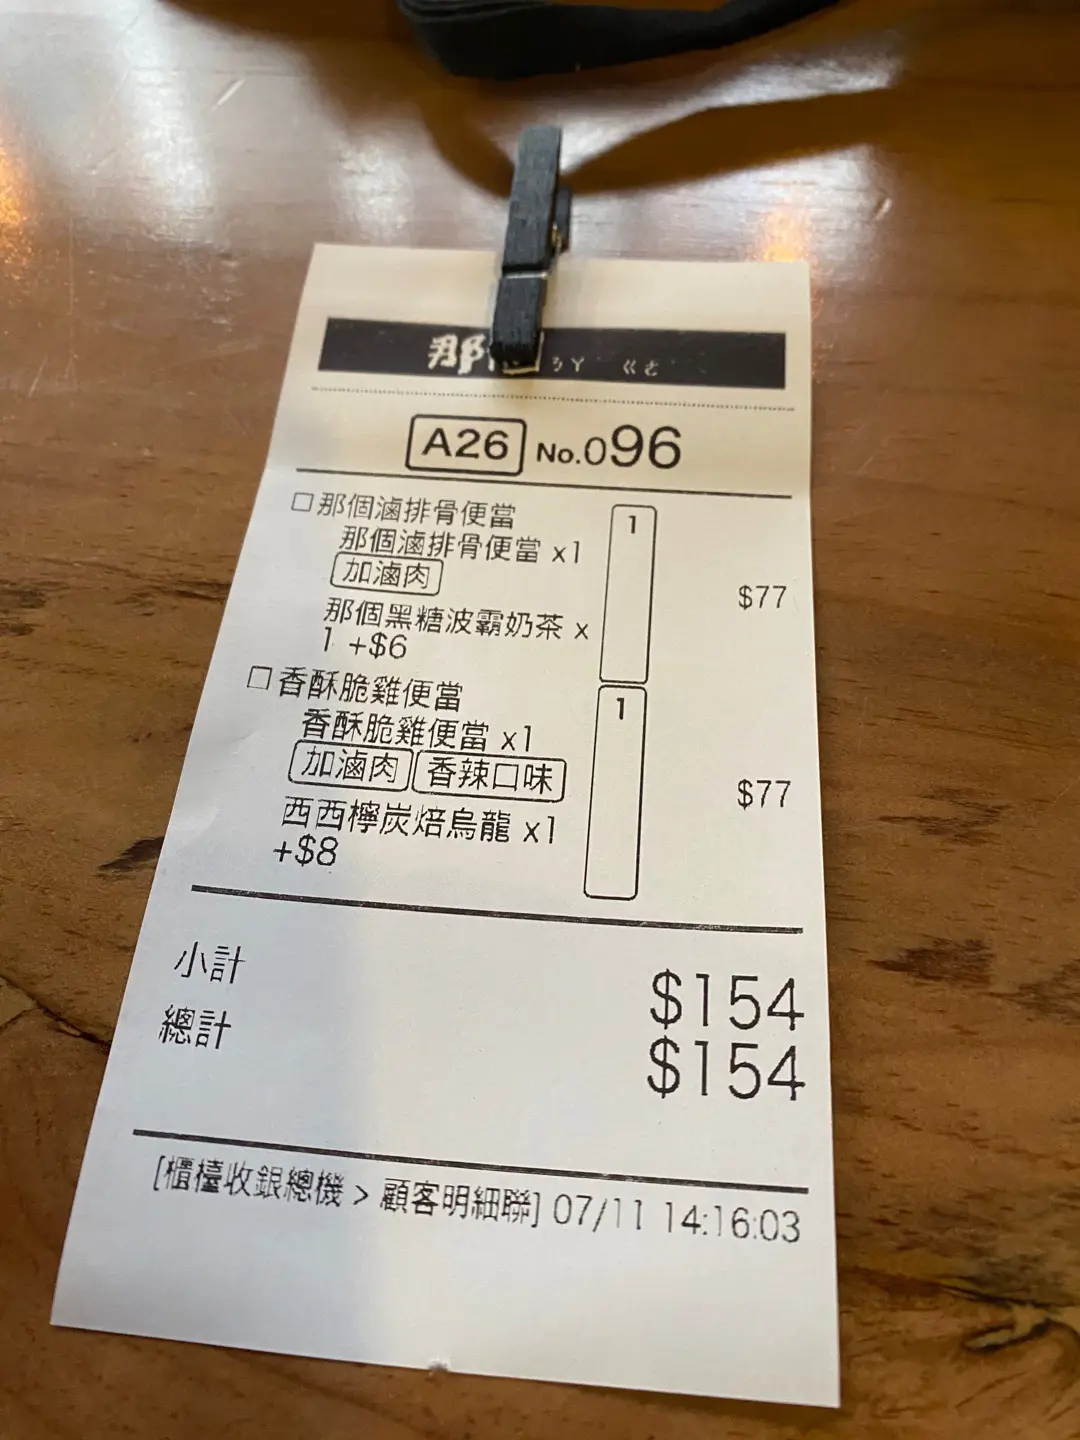 那
ㄋㄚˋ ㄍㄜ˙
A26 No.096
□那個滷排骨便當 1
那個滷排骨便當 x1
加滷肉 $77
那個黑糖波霸奶茶 x
1 +$6
□香酥脆雞便當 1
香酥脆雞便當 x1
加滷肉 香辣口味 $77
西西檸炭焙烏龍 x1
+$8
小計 $154
總計 $154
[櫃檯收銀總機 > 顧客明細聯] 07/11 14:16:03